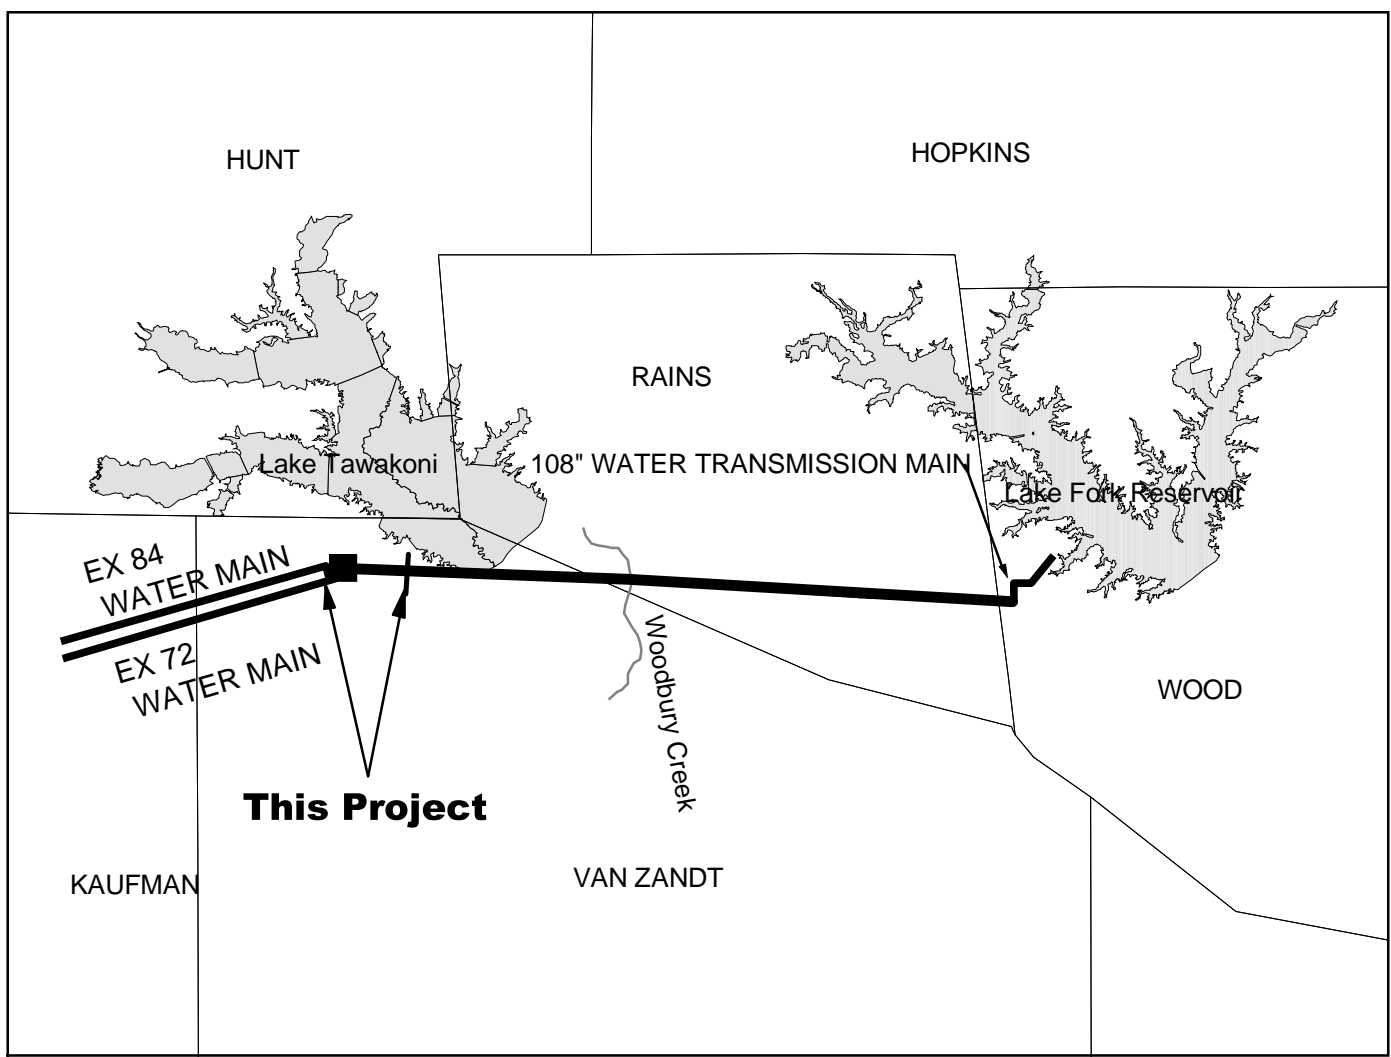 HOPKINS
HUNT
RAINS
Lake Tawakoni
108" WATER TRANSMISSION MAIN
Lake Fork Reservoir
EX 84
WATER MAIN
EX 72
WATER MAIN
Woodbury Creek
WOOD
This Project
VAN ZANDT
KAUFMAN